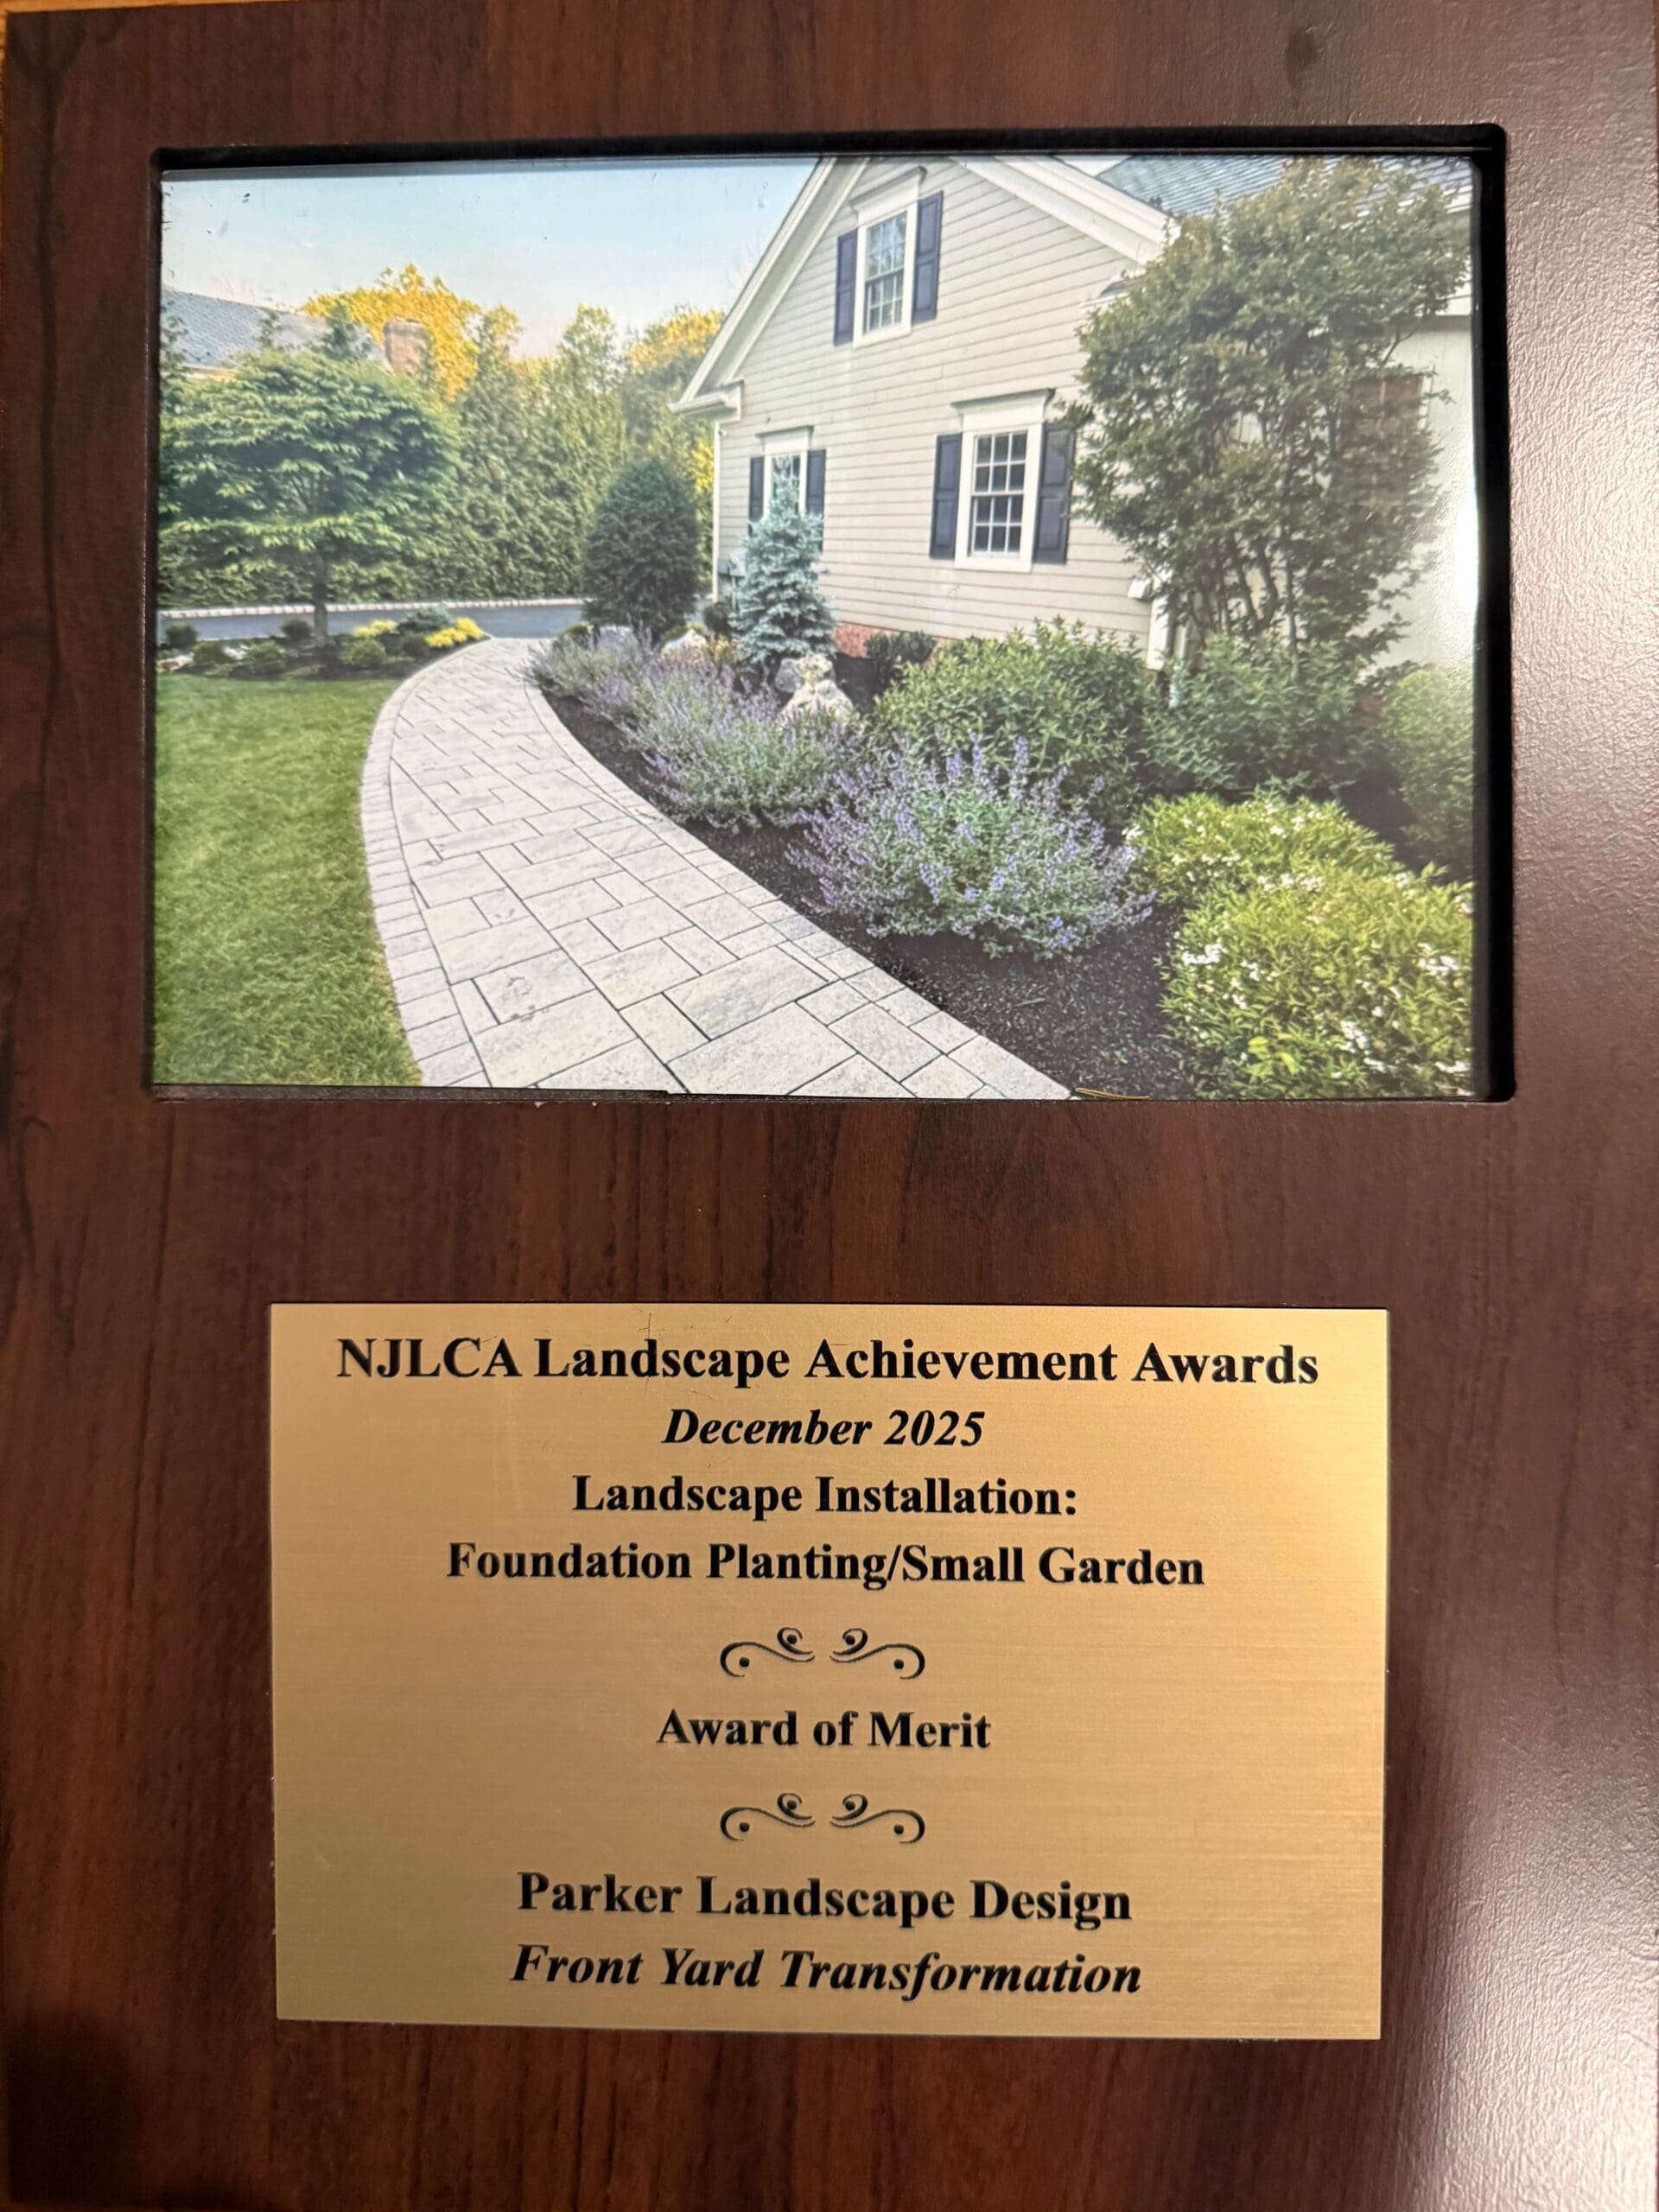 NJLCA Landscape Achievement Awards
December 2025
Landscape Installation:
Foundation Planting/Small Garden
Award of Merit
Parker Landscape Design
Front Yard Transformation